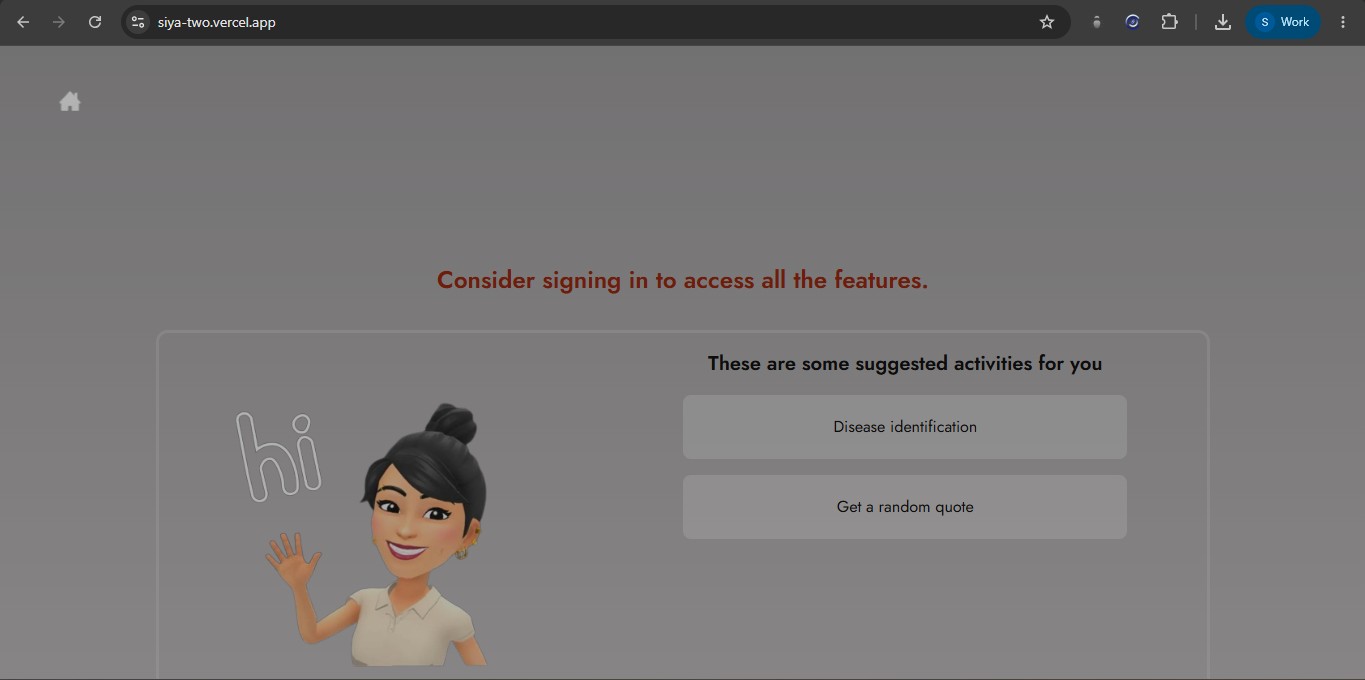 siya-two.vercel.app
S Work
Consider signing in to access all the features.
These are some suggested activities for you
hi
Disease identification
Get a random quote